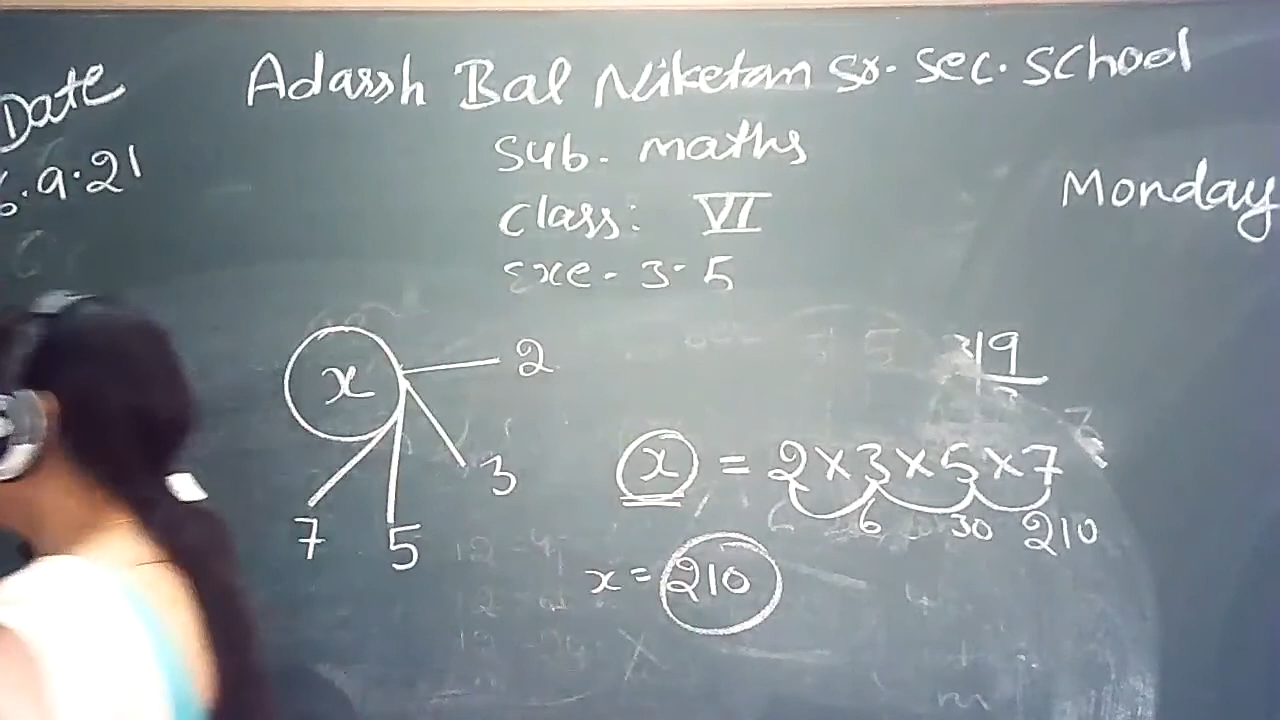 Date
6.9.21
Adarsh Bal Niketan Sr. Sec. School
Sub. maths
Monday
Class: VI
Exe - 3.5
x
2
3
5
7
19
x = 2 × 3 × 5 × 7
6 30 210
x = 210